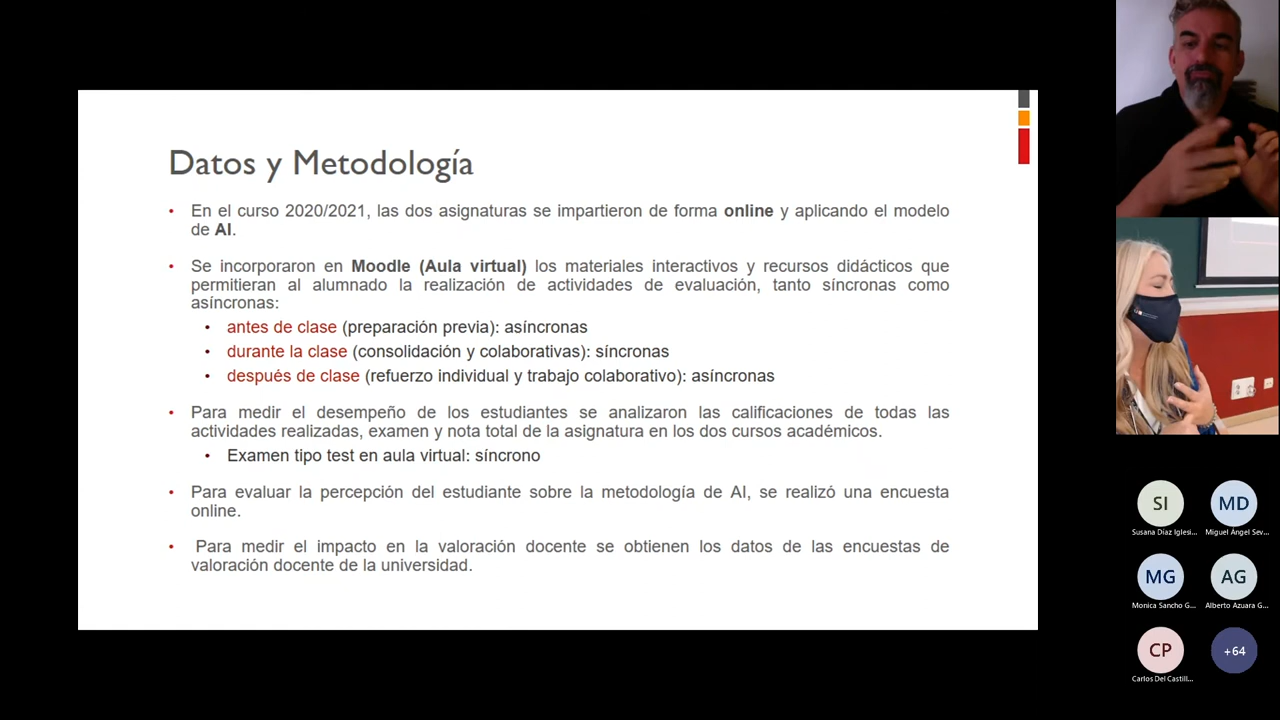 Datos y Metodología
• En el curso 2020/2021, las dos asignaturas se impartieron de forma online y aplicando el modelo
de AI.
• Se incorporaron en Moodle (Aula virtual) los materiales interactivos y recursos didácticos que
permitieran al alumnado la realización de actividades de evaluación, tanto síncronas como
asíncronas:
• antes de clase (preparación previa): asíncronas
• durante la clase (consolidación y colaborativas): síncronas
• después de clase (refuerzo individual y trabajo colaborativo): asíncronas
• Para medir el desempeño de los estudiantes se analizaron las calificaciones de todas las
actividades realizadas, examen y nota total de la asignatura en los dos cursos académicos.
• Examen tipo test en aula virtual: síncrono
• Para evaluar la percepción del estudiante sobre la metodología de AI, se realizó una encuesta
online.
• Para medir el impacto en la valoración docente se obtienen los datos de las encuestas de
valoración docente de la universidad.
SI MD
Susana Díaz Iglesi... Miguel Angel Sev...
MG AG
Monica Sancho G... Alberto Azuara G...
CP +64
Carlos Del Castill...